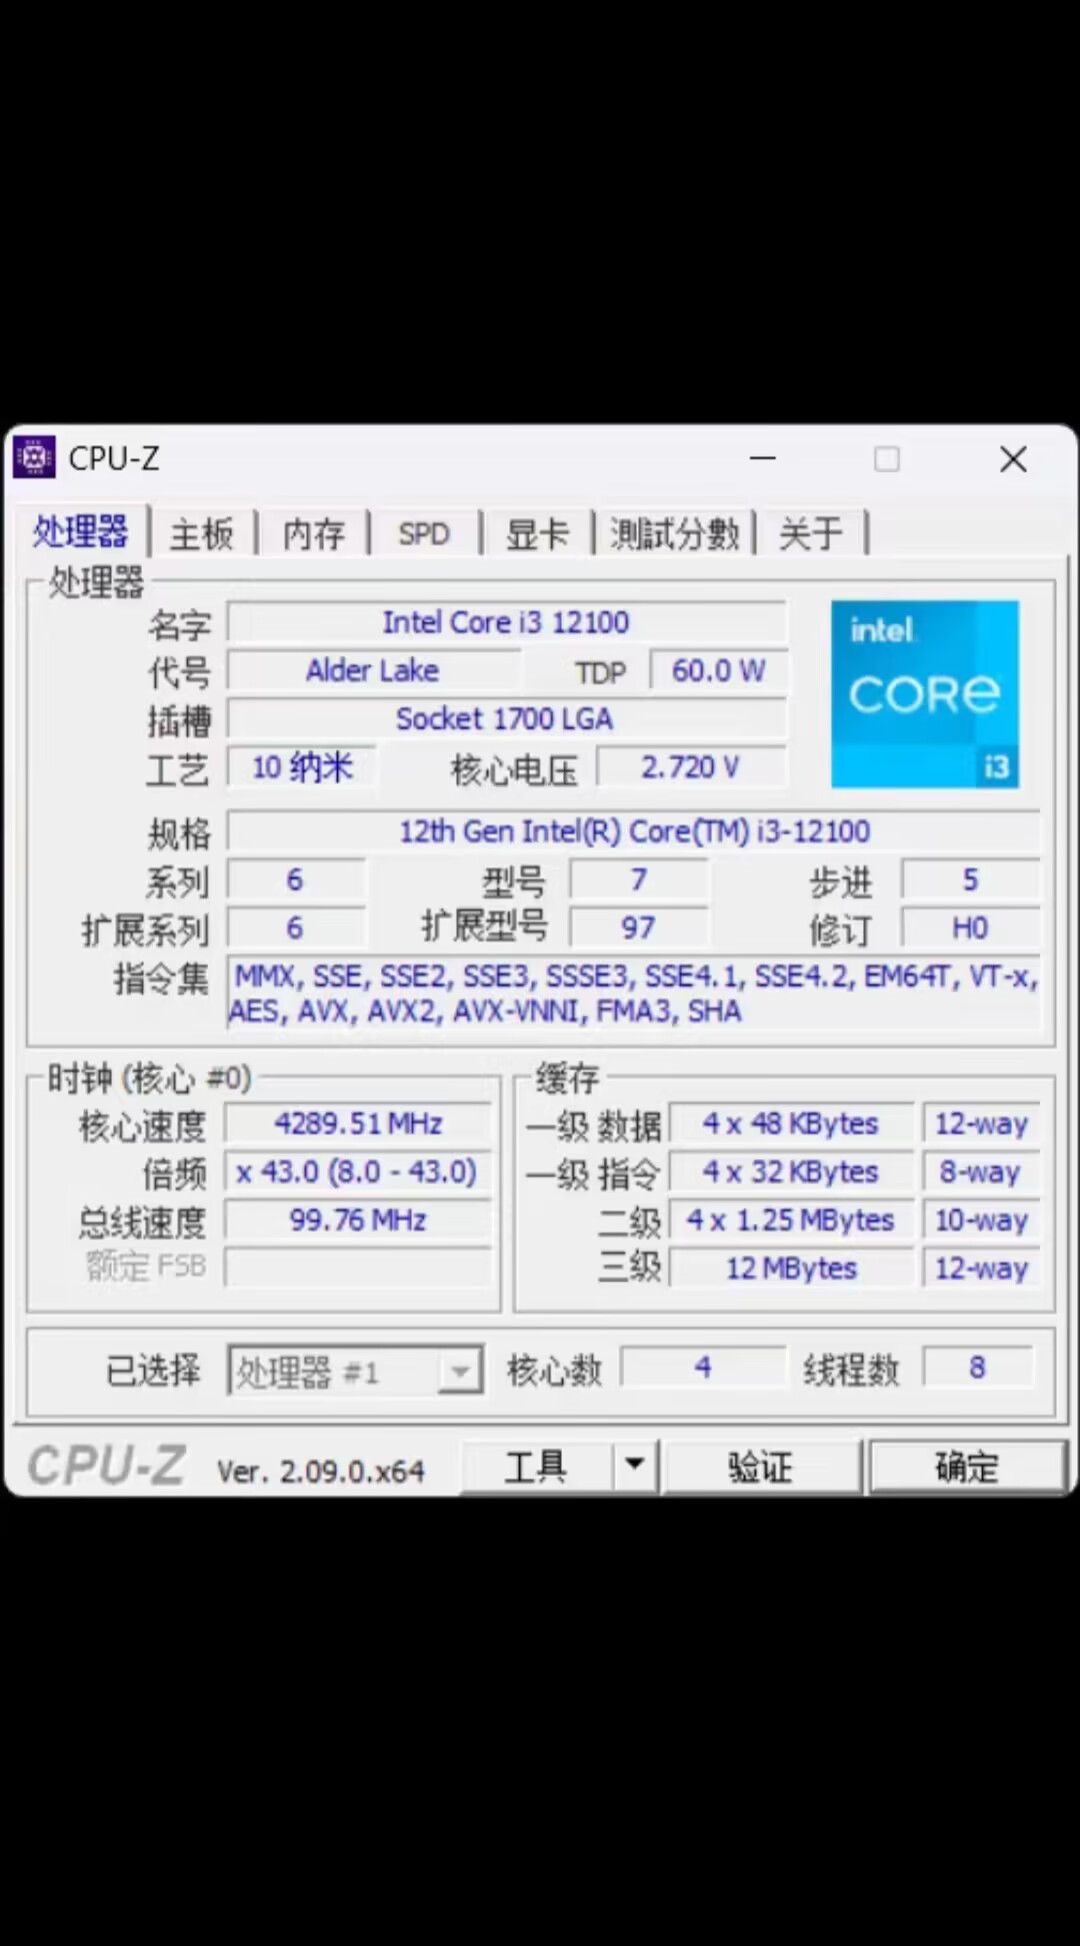 CPU-Z
处理器 主板 内存 SPD 显卡 测試分數 关于
处理器
名字 Intel Core i3 12100
代号 Alder Lake TDP 60.0 W
插槽 Socket 1700 LGA
工艺 10 纳米 核心电压 2.720 V
intel
CORE
i3
规格 12th Gen Intel(R) Core(TM) i3-12100
系列 6 型号 7 步进 5
扩展系列 6 扩展型号 97 修订 H0
指令集 MMX, SSE, SSE2, SSE3, SSSE3, SSE4.1, SSE4.2, EM64T, VT-x,
AES, AVX, AVX2, AVX-VNNI, FMA3, SHA
时钟 (核心 #0)
核心速度 4289.51 MHz
倍频 x 43.0 (8.0 - 43.0)
总线速度 99.76 MHz
额定 FSB
缓存
一级 数据 4 x 48 KBytes 12-way
一级 指令 4 x 32 KBytes 8-way
二级 4 x 1.25 MBytes 10-way
三级 12 MBytes 12-way
已选择 处理器 #1 核心数 4 线程数 8
CPU-Z Ver. 2.09.0.x64 工具 验证 确定